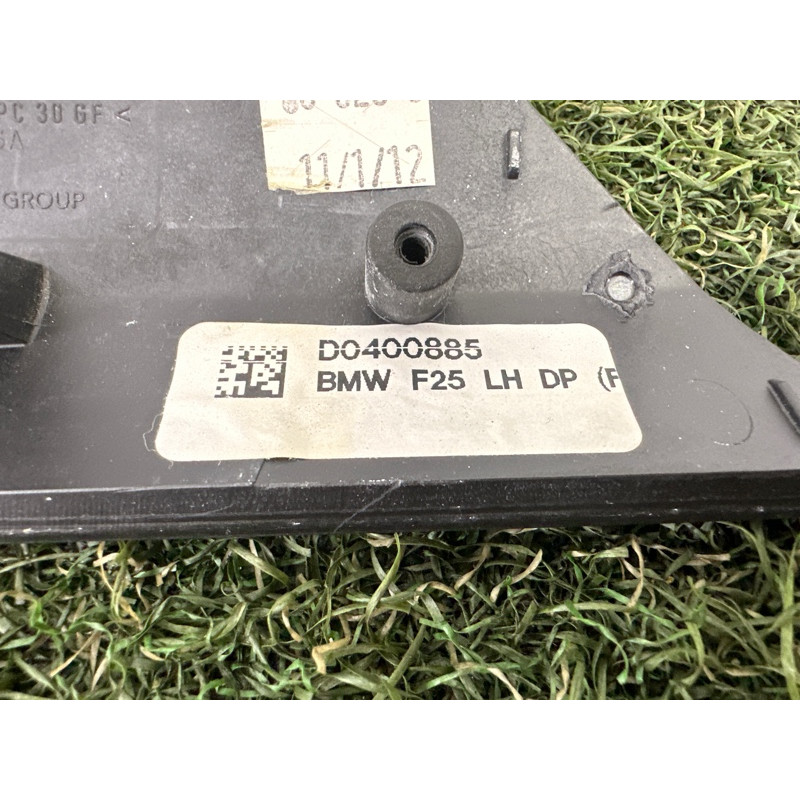 PC 30 GF <
11/1/12
GROUP
D0400885
BMW F25 LH DP (F